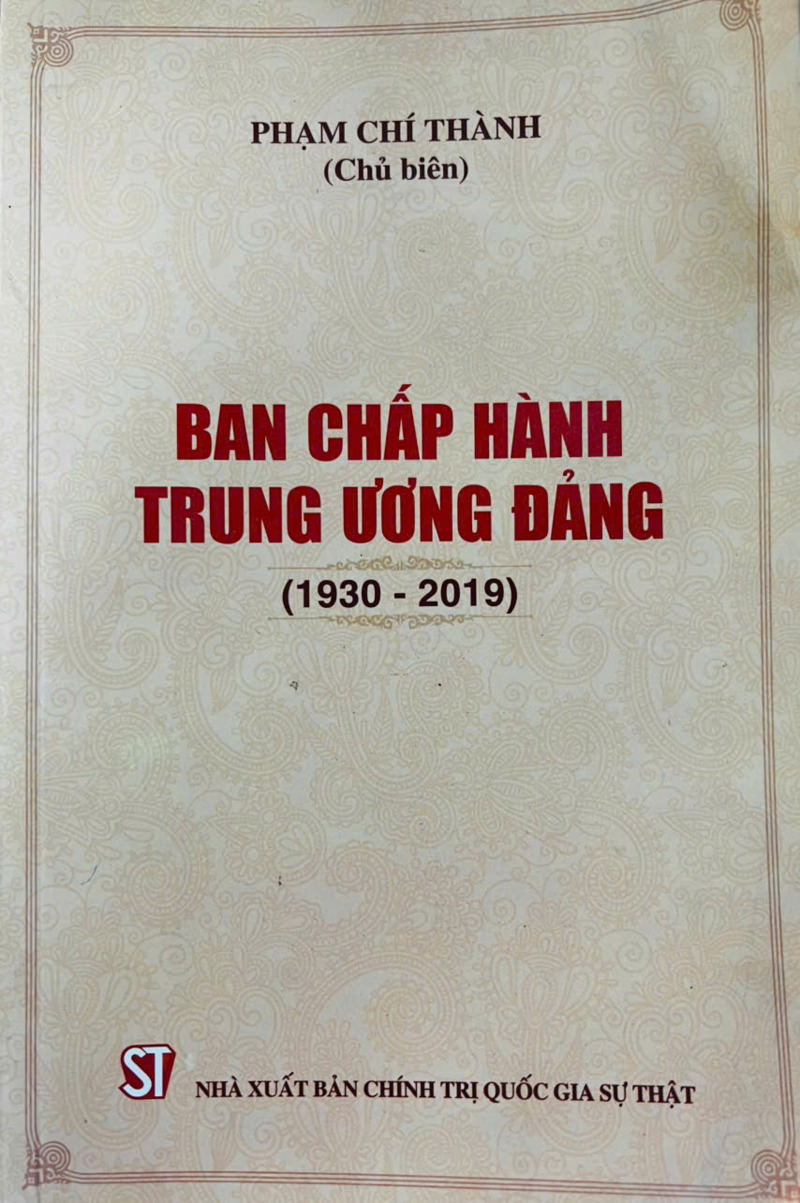 PHẠM CHÍ THÀNH
(Chủ biên)
BAN CHẤP HÀNH
TRUNG ƯƠNG ĐẢNG
(1930 - 2019)
ST
NHÀ XUẤT BẢN CHÍNH TRỊ QUỐC GIA SỰ THẬT